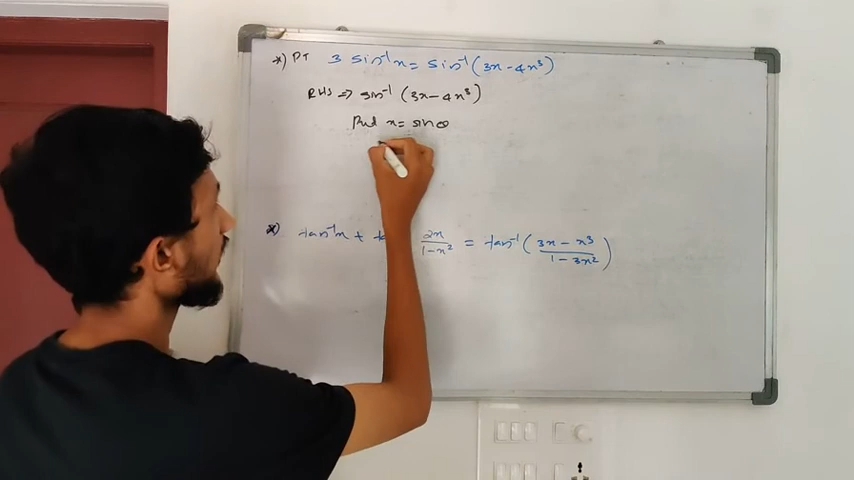 *) PT 3 sin⁻¹x = sin⁻¹(3x-4x³)
RHS ⇒ sin⁻¹ (3x-4x³)
Put x = sin θ
*) tan⁻¹x + 2x/1-x² = tan⁻¹(3x-x³/1-3x²)